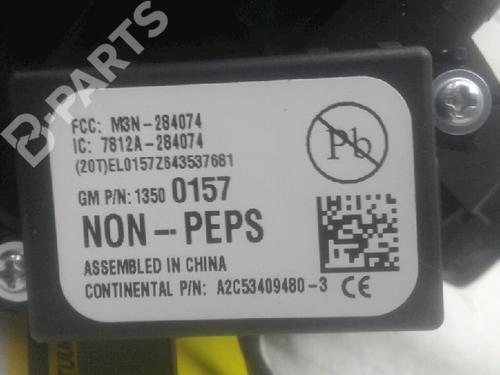 B-PARTS
FCC: M3N-284074
IC: 7812A-284074
(20T)EL0157Z643537681
GM P/N: 1350 0157
NON--PEPS
ASSEMBLED IN CHINA
CONTINENTAL P/N: A2C53409480-3 CE
Pb